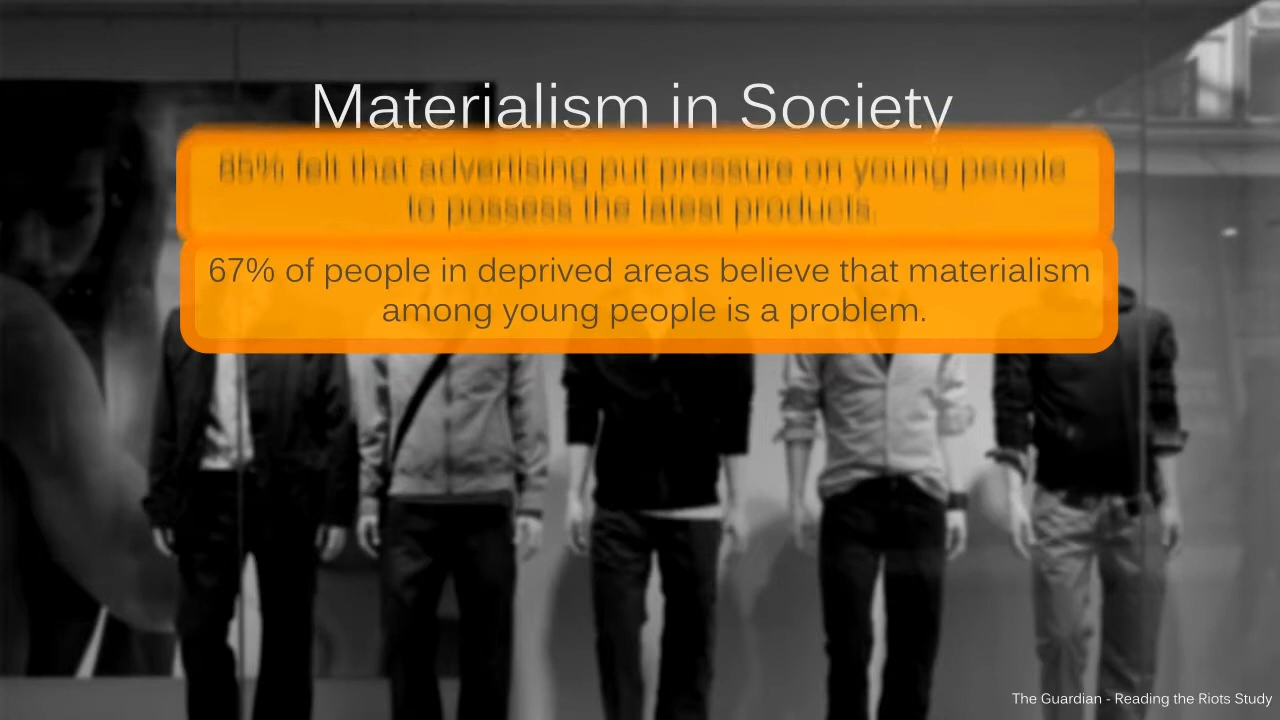 Materialism in Society
85% felt that advertising put pressure on young people
to possess the latest products.
67% of people in deprived areas believe that materialism
among young people is a problem.
The Guardian - Reading the Riots Study